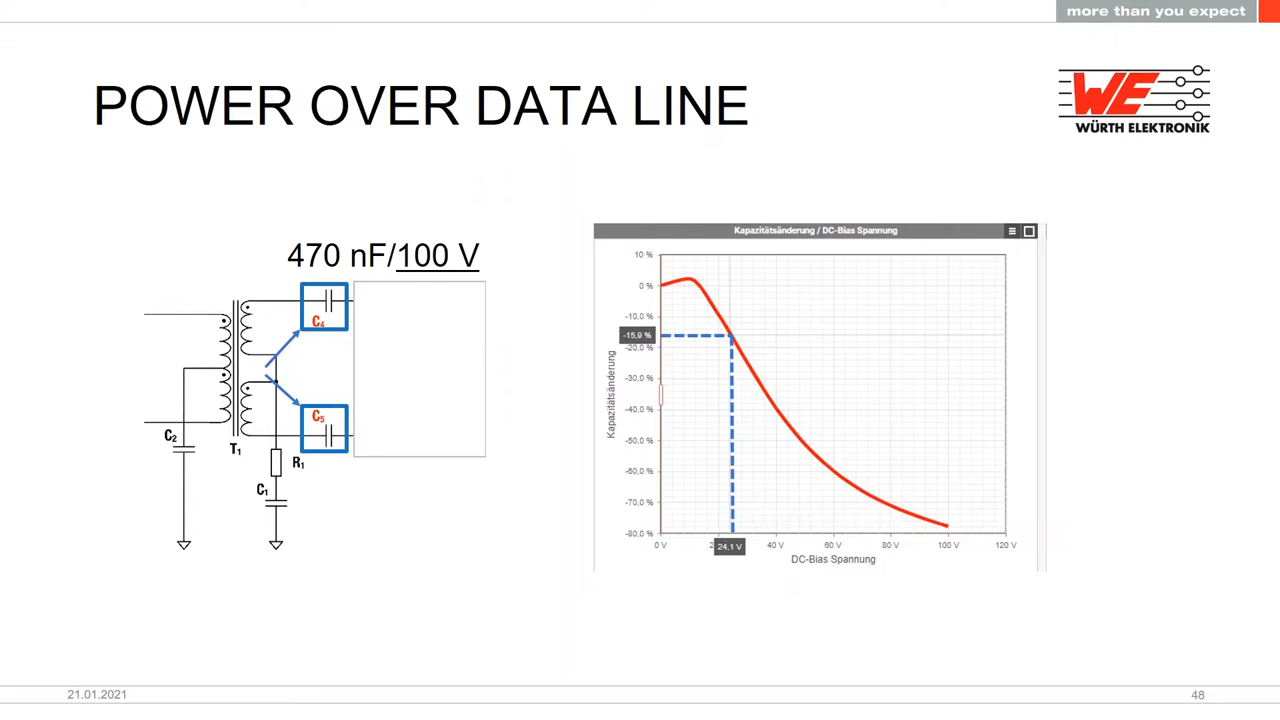 more than you expect
POWER OVER DATA LINE
WE
WÜRTH ELEKTRONIK
470 nF/100 V
C4
C5
C2
T1
R1
C1
Kapazitätsänderung / DC-Bias Spannung
10 %
0 %
-10,0 %
-15,9 %
-20,0 %
-30,0 %
-40,0 %
-50,0 %
-60,0 %
-70,0 %
-80,0 %
Kapazitätsänderung
0 V
24,1 V
40 V
60 V
80 V
100 V
120 V
DC-Bias Spannung
21.01.2021
48